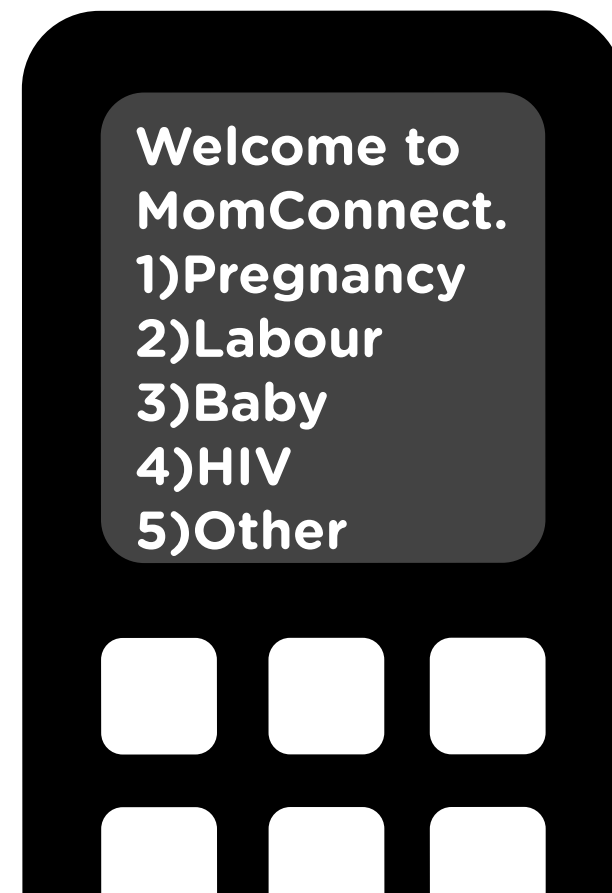 Welcome to
MomConnect.
1)Pregnancy
2)Labour
3)Baby
4)HIV
5)Other